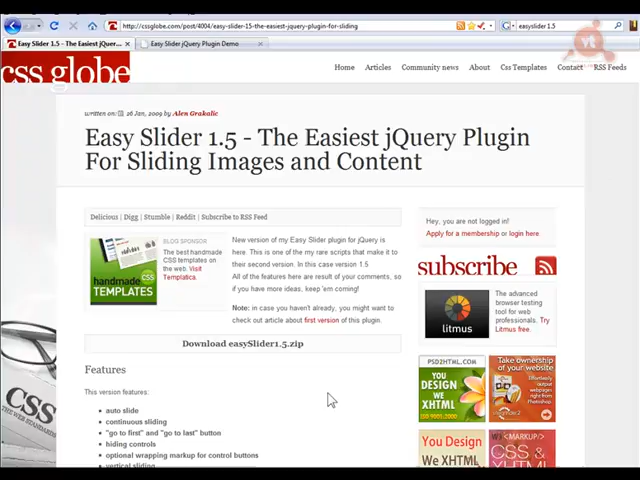 http://cssglobe.com/post/4004/easy-slider-15-the-easiest-jquery-plugin-for-sliding
easyslider 1.5
Easy Slider 1.5 - The Easiest jQuery...
Easy Slider jQuery Plugin Demo
css globe
Home
Articles
Community news
About
Css Templates
Contact
RSS Feeds
written on: 26 Jan, 2009 by Alen Grakalic
Easy Slider 1.5 - The Easiest jQuery Plugin
For Sliding Images and Content
Delicious | Digg | Stumble | Reddit | Subscribe to RSS Feed
BLOG SPONSOR
The best handmade
CSS templates on
the web. Visit
Templatica.
handmade
TEMPLATES
New version of my Easy Slider plugin for jQuery is
here. This is one of my rare scripts that make it to
their second version. In this case version 1.5
All of the features here are result of your comments, so
if you have more ideas, keep 'em coming!
Note: in case you haven't already, you might want to
check out article about first version of this plugin.
Download easySlider1.5.zip
Features
This version features:
auto slide
continuous sliding
"go to first" and "go to last" button
hiding controls
optional wrapping markup for control buttons
vertical sliding
Hey, you are not logged in!
Apply for a membership or login here
subscribe
litmus
The advanced
browser testing
tool for web
professionals. Try
Litmus free.
PSD2HTML.COM
YOU
DESIGN
WE
XHTML
Take ownership
of your website
You Design
We XHTML
W3 MARKUP
CSS &
XHTML
CSS
THE WEB STANDARDS